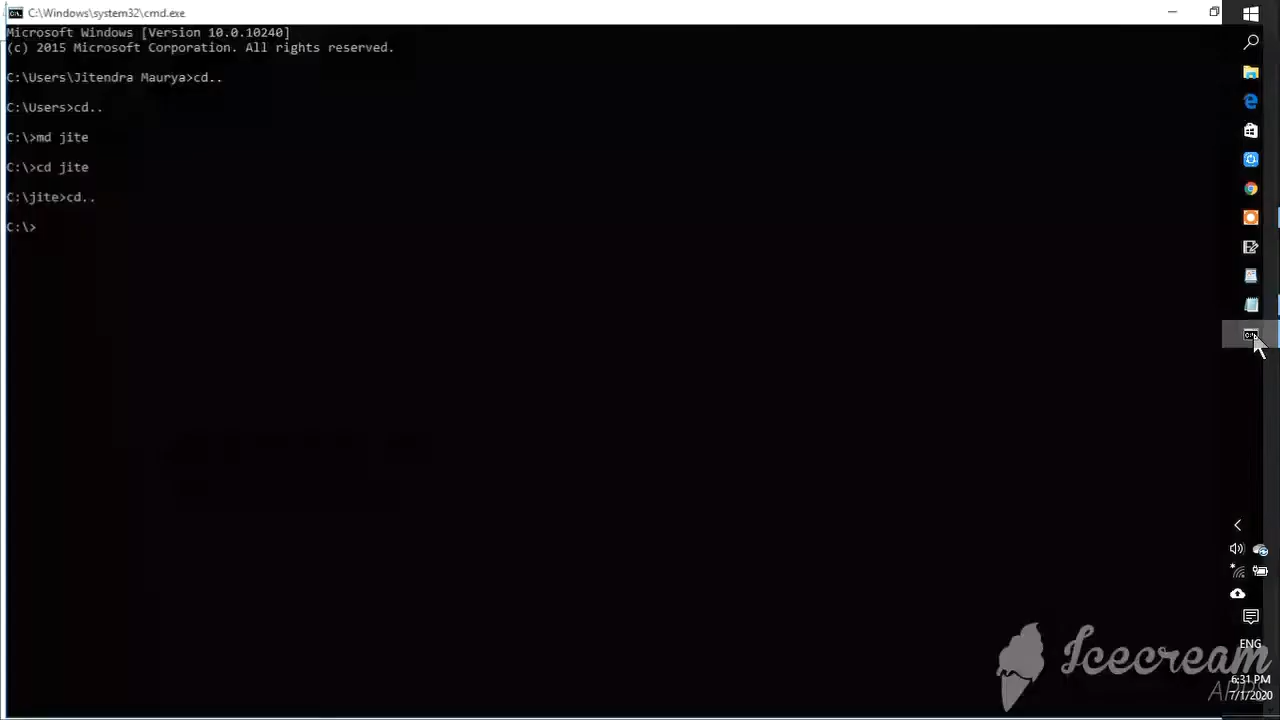 C:\Windows\system32\cmd.exe
Microsoft Windows [Version 10.0.10240]
(c) 2015 Microsoft Corporation. All rights reserved.
C:\Users\Jitendra Maurya>cd..
C:\Users>cd..
C:\>md jite
C:\>cd jite
C:\jite>cd..
C:\>
ENG
Icecream
APPS
6:31 PM
7/1/2020